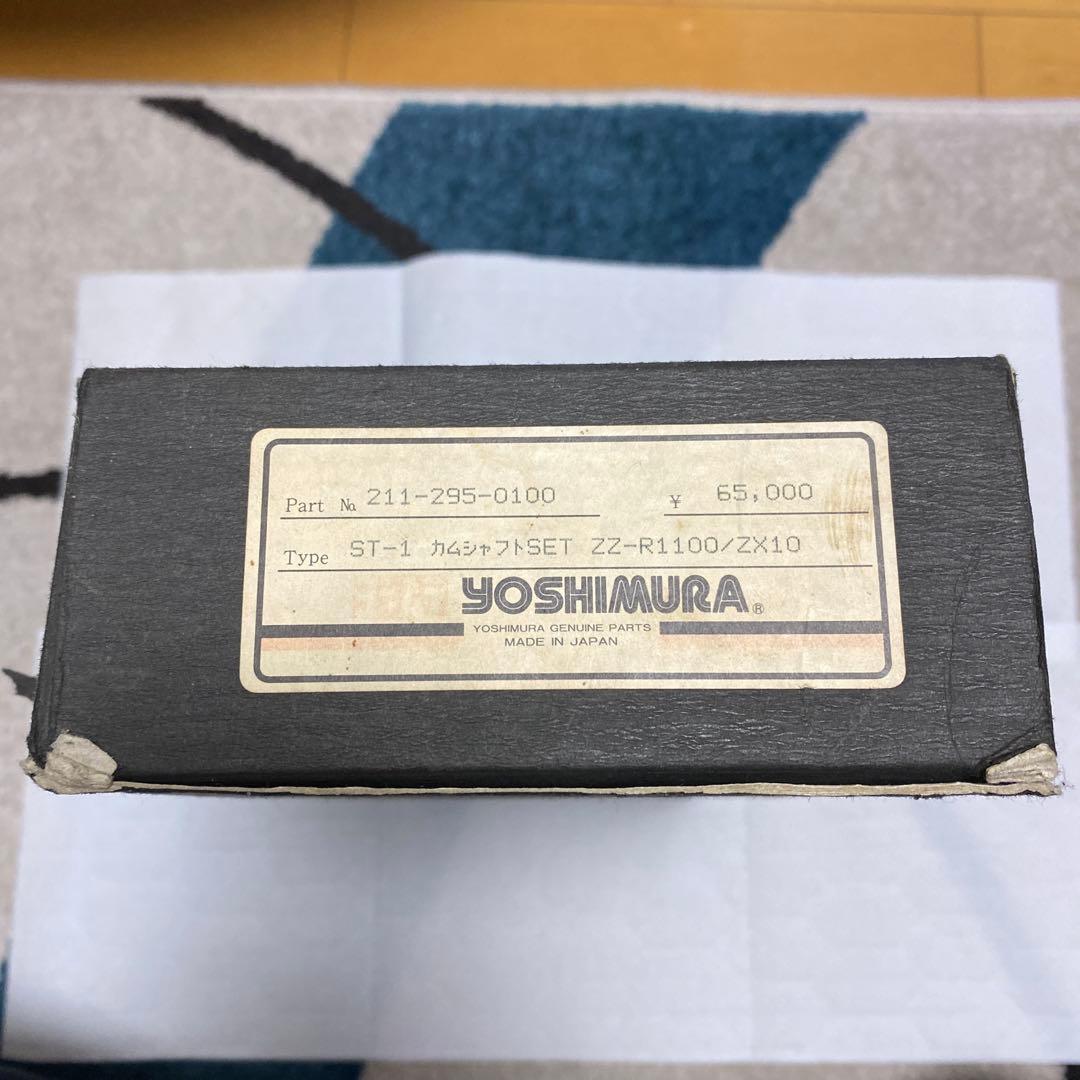 Part № 211-295-0100 ¥ 65,000
Type ST-1 カムシャフトSET ZZ-R1100/ZX10
YOSHIMURA®
YOSHIMURA GENUINE PARTS
MADE IN JAPAN